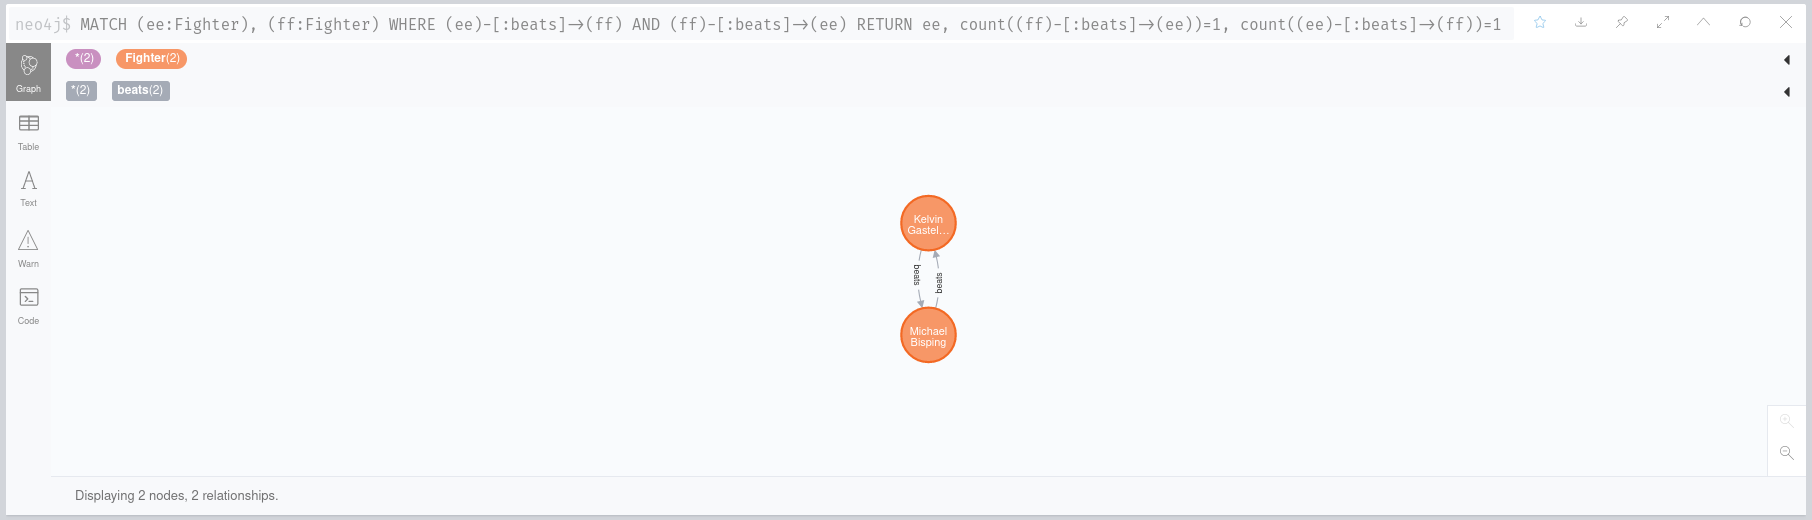 neo4j$ MATCH (ee:Fighter), (ff:Fighter) WHERE (ee)-[:beats]→(ff) AND (ff)-[:beats]→(ee) RETURN ee, count((ff)-[:beats]→(ee))=1, count((ee)-[:beats]→(ff))=1
*(2) Fighter(2)
*(2) beats(2)
Graph
Table
Text
Warn
Code
Kelvin
Gastel...
beats
beats
Michael
Bisping
Displaying 2 nodes, 2 relationships.